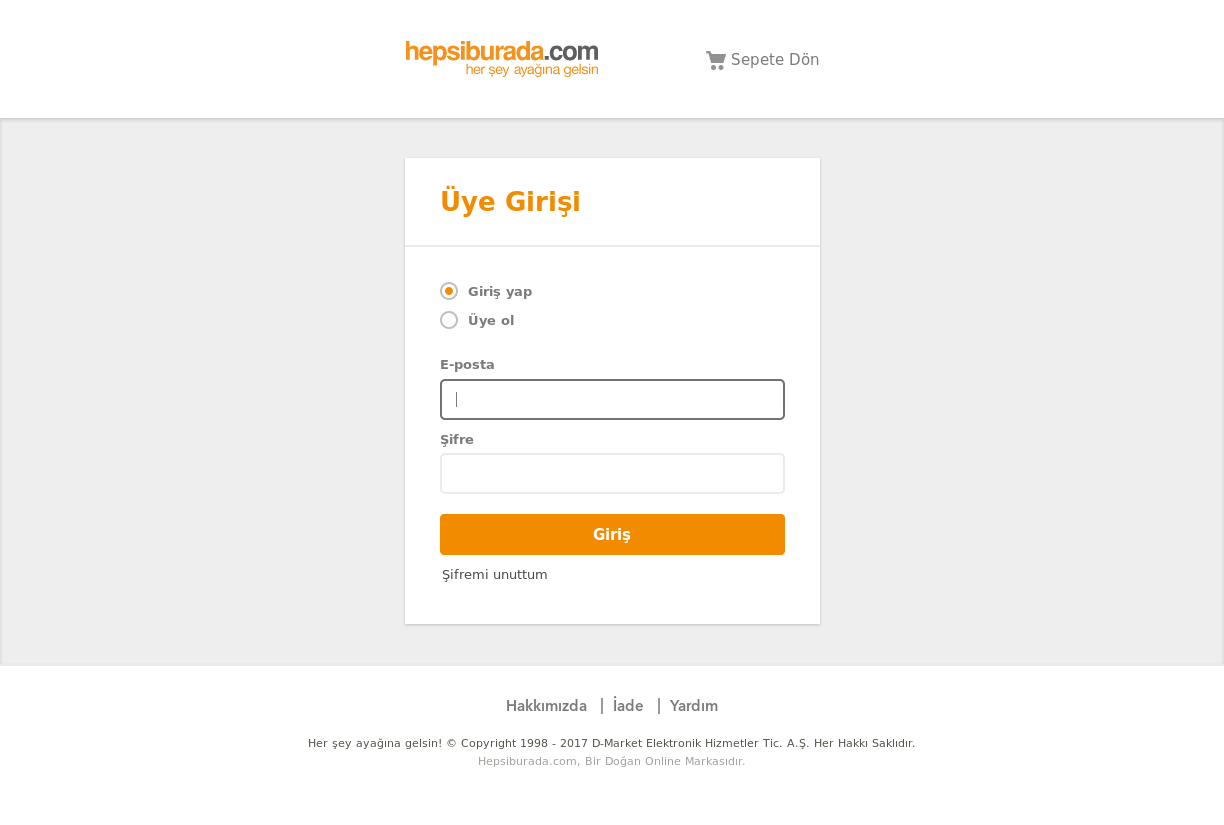 hepsiburada.com
her şey ayağına gelsin
Sepete Dön
Üye Girişi
Giriş yap
Üye ol
E-posta
Şifre
Giriş
Şifremi unuttum
Hakkımızda | İade | Yardım
Her şey ayağına gelsin! © Copyright 1998 - 2017 D-Market Elektronik Hizmetler Tic. A.Ş. Her Hakkı Saklıdır.
Hepsiburada.com, Bir Doğan Online Markasıdır.